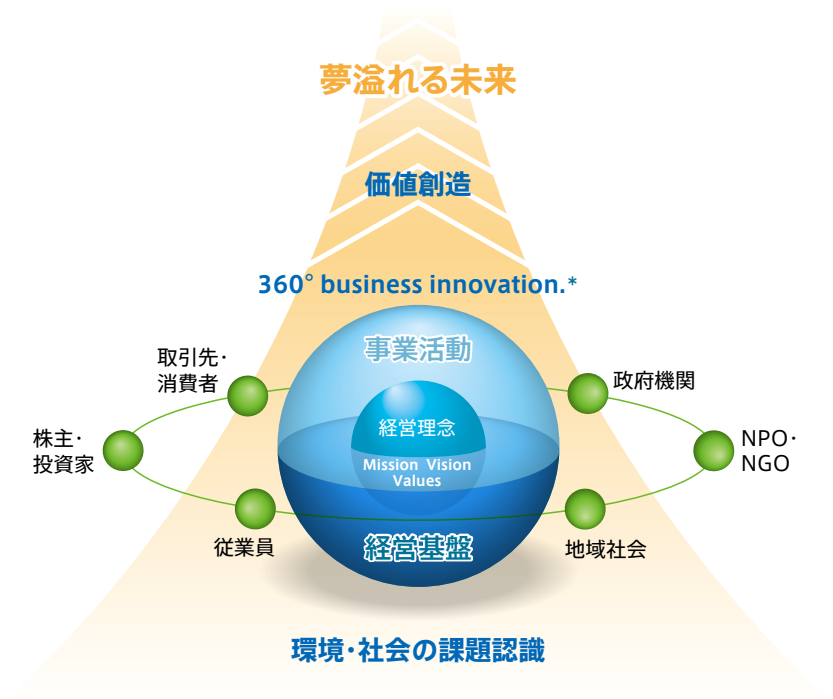 夢溢れる未来
価値創造
360° business innovation.*
事業活動
取引先・
消費者
政府機関
株主・
投資家
経営理念
Mission Vision
Values
NPO・
NGO
従業員
経営基盤
地域社会
環境・社会の課題認識